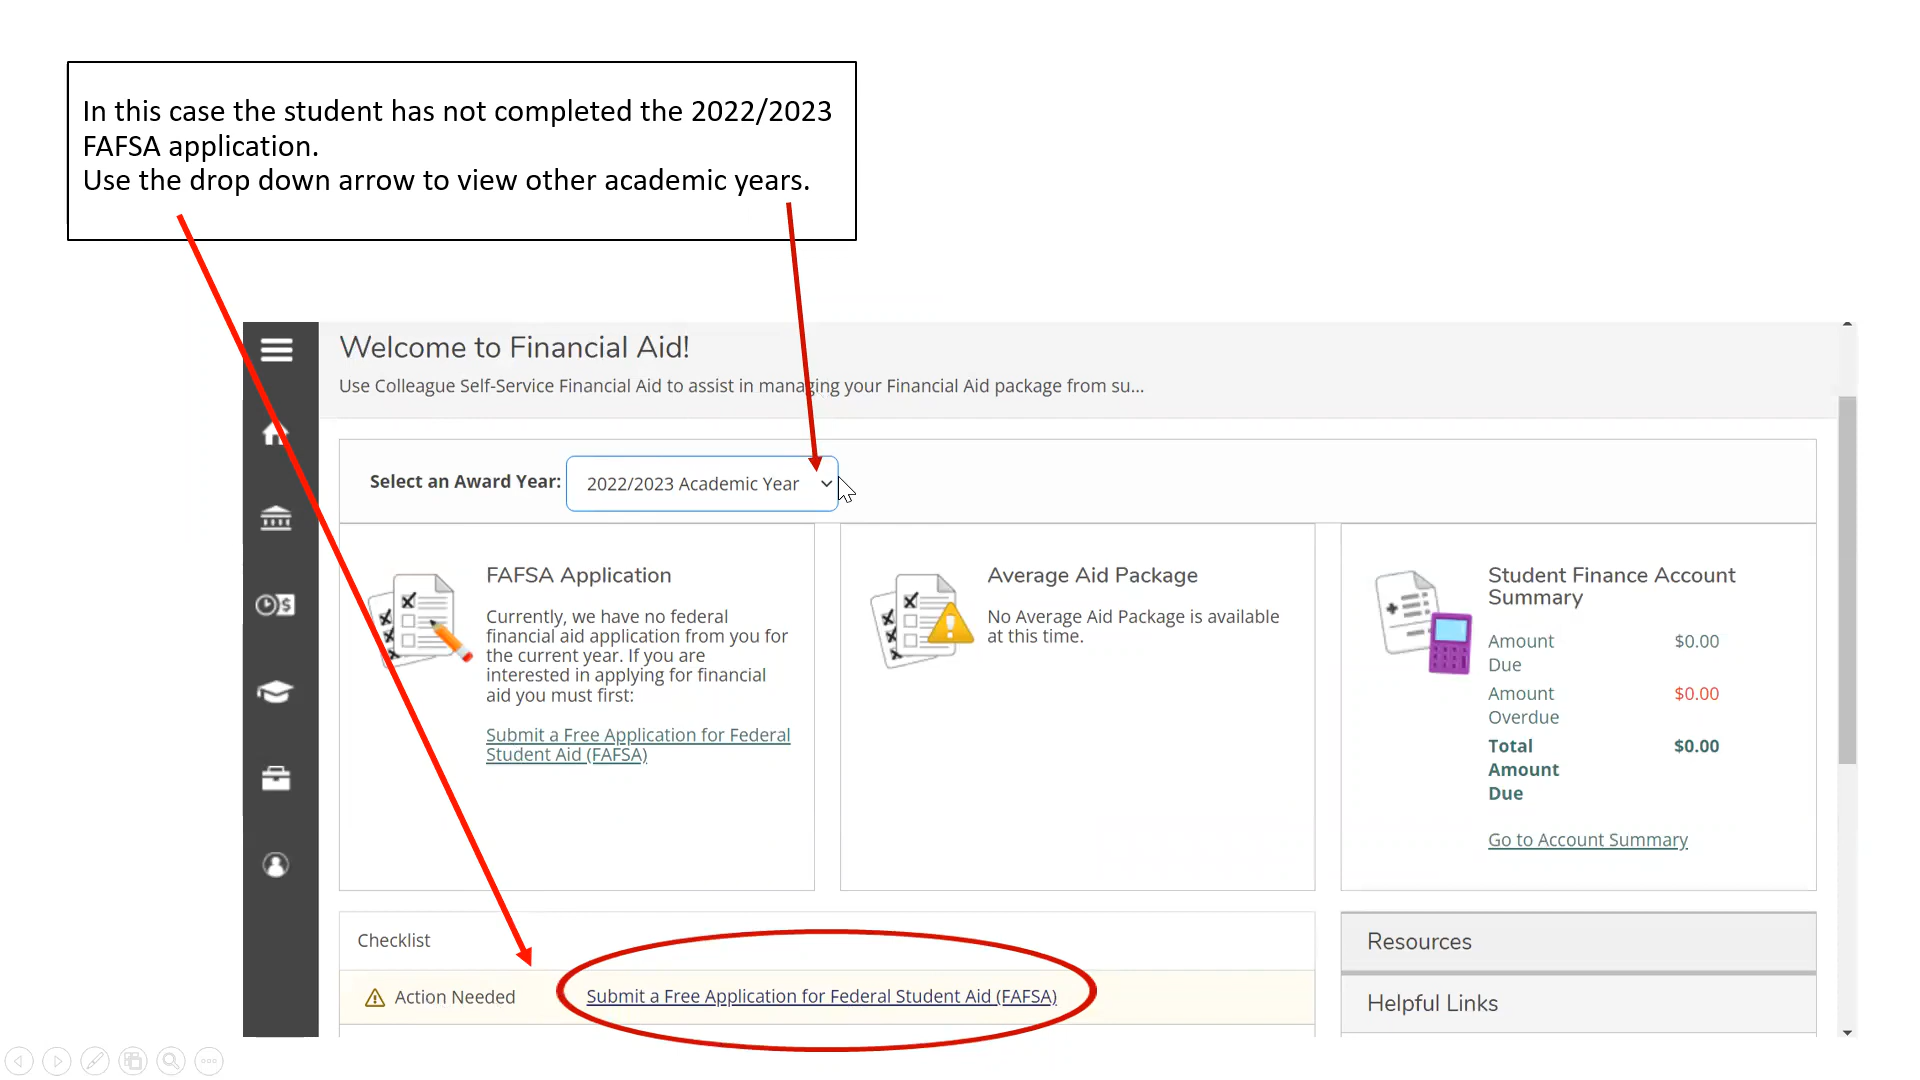 In this case the student has not completed the 2022/2023
FAFSA application.
Use the drop down arrow to view other academic years.
Welcome to Financial Aid!
Use Colleague Self-Service Financial Aid to assist in managing your Financial Aid package from su...
Select an Award Year:
2022/2023 Academic Year
FAFSA Application
Currently, we have no federal
financial aid application from you for
the current year. If you are
interested in applying for financial
aid you must first:
Submit a Free Application for Federal
Student Aid (FAFSA)
Average Aid Package
No Average Aid Package is available
at this time.
Student Finance Account
Summary
Amount $0.00
Due
Amount $0.00
Overdue
Total $0.00
Amount
Due
Go to Account Summary
Checklist
Action Needed
Submit a Free Application for Federal Student Aid (FAFSA)
Resources
Helpful Links